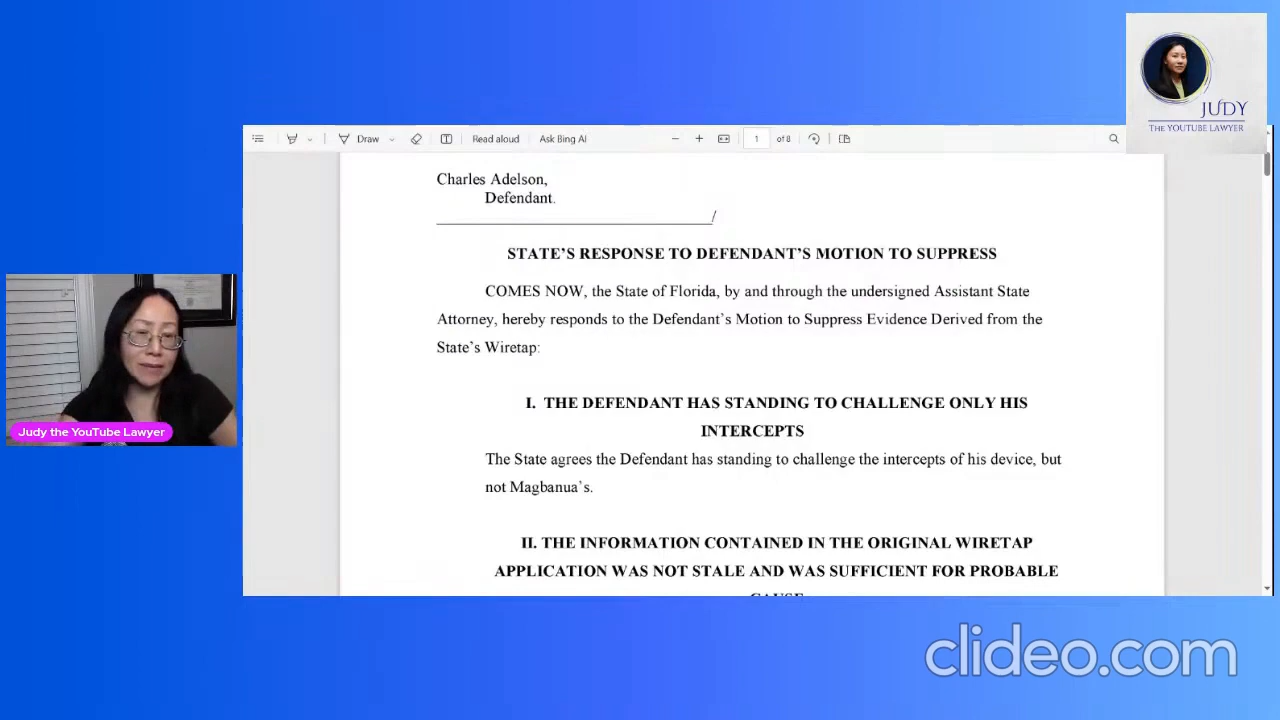 JUDY
THE YOUTUBE LAWYER
Draw
Read aloud
Ask Bing AI
1
of 8
Charles Adelson,
Defendant.
/
STATE'S RESPONSE TO DEFENDANT'S MOTION TO SUPPRESS
COMES NOW, the State of Florida, by and through the undersigned Assistant State
Attorney, hereby responds to the Defendant's Motion to Suppress Evidence Derived from the
State's Wiretap:
I. THE DEFENDANT HAS STANDING TO CHALLENGE ONLY HIS
INTERCEPTS
The State agrees the Defendant has standing to challenge the intercepts of his device, but
not Magbanua's.
II. THE INFORMATION CONTAINED IN THE ORIGINAL WIRETAP
APPLICATION WAS NOT STALE AND WAS SUFFICIENT FOR PROBABLE
CAUSE
Judy the YouTube Lawyer
clideo.com